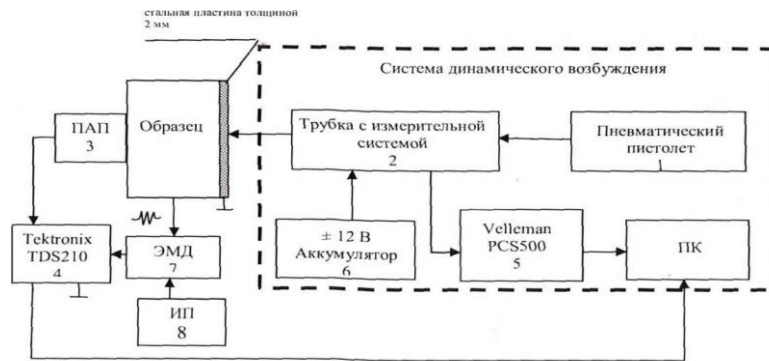 стальная пластина толщиной
2 мм
Система динамического возбуждения
ПАП
3
Образец
Трубка с измерительной
системой
2
Пневматический
пистолет
1
Tektronix
TDS210
4
ЭМД
7
± 12 В
Аккумулятор
6
Velleman
PCS500
5
ПК
ИП
8